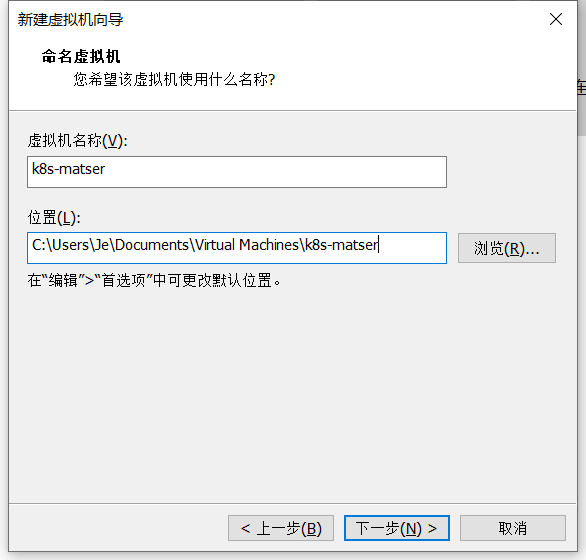 新建虚拟机向导
命名虚拟机
您希望该虚拟机使用什么名称?
连
虚拟机名称(V):
k8s-matser
位置(L):
C:\Users\Je\Documents\Virtual Machines\k8s-matser
浏览(R)...
在“编辑”>“首选项”中可更改默认位置。
< 上一步(B)
下一步(N) >
取消